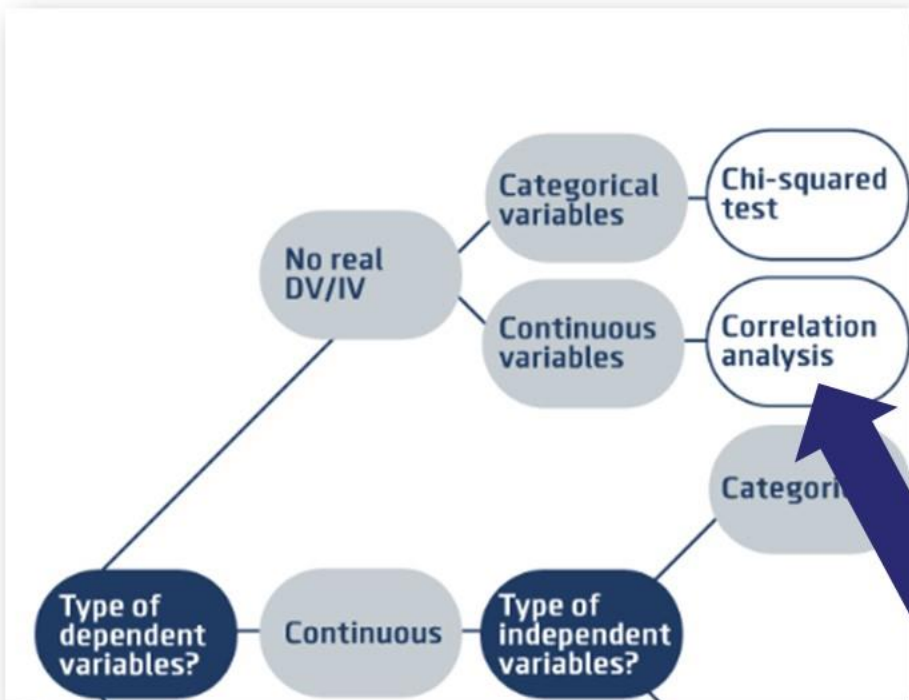 Categorical
variables
Chi-squared
test
No real
DV/IV
Continuous
variables
Correlation
analysis
Type of
dependent
variables?
Continuous
Type of
independent
variables?